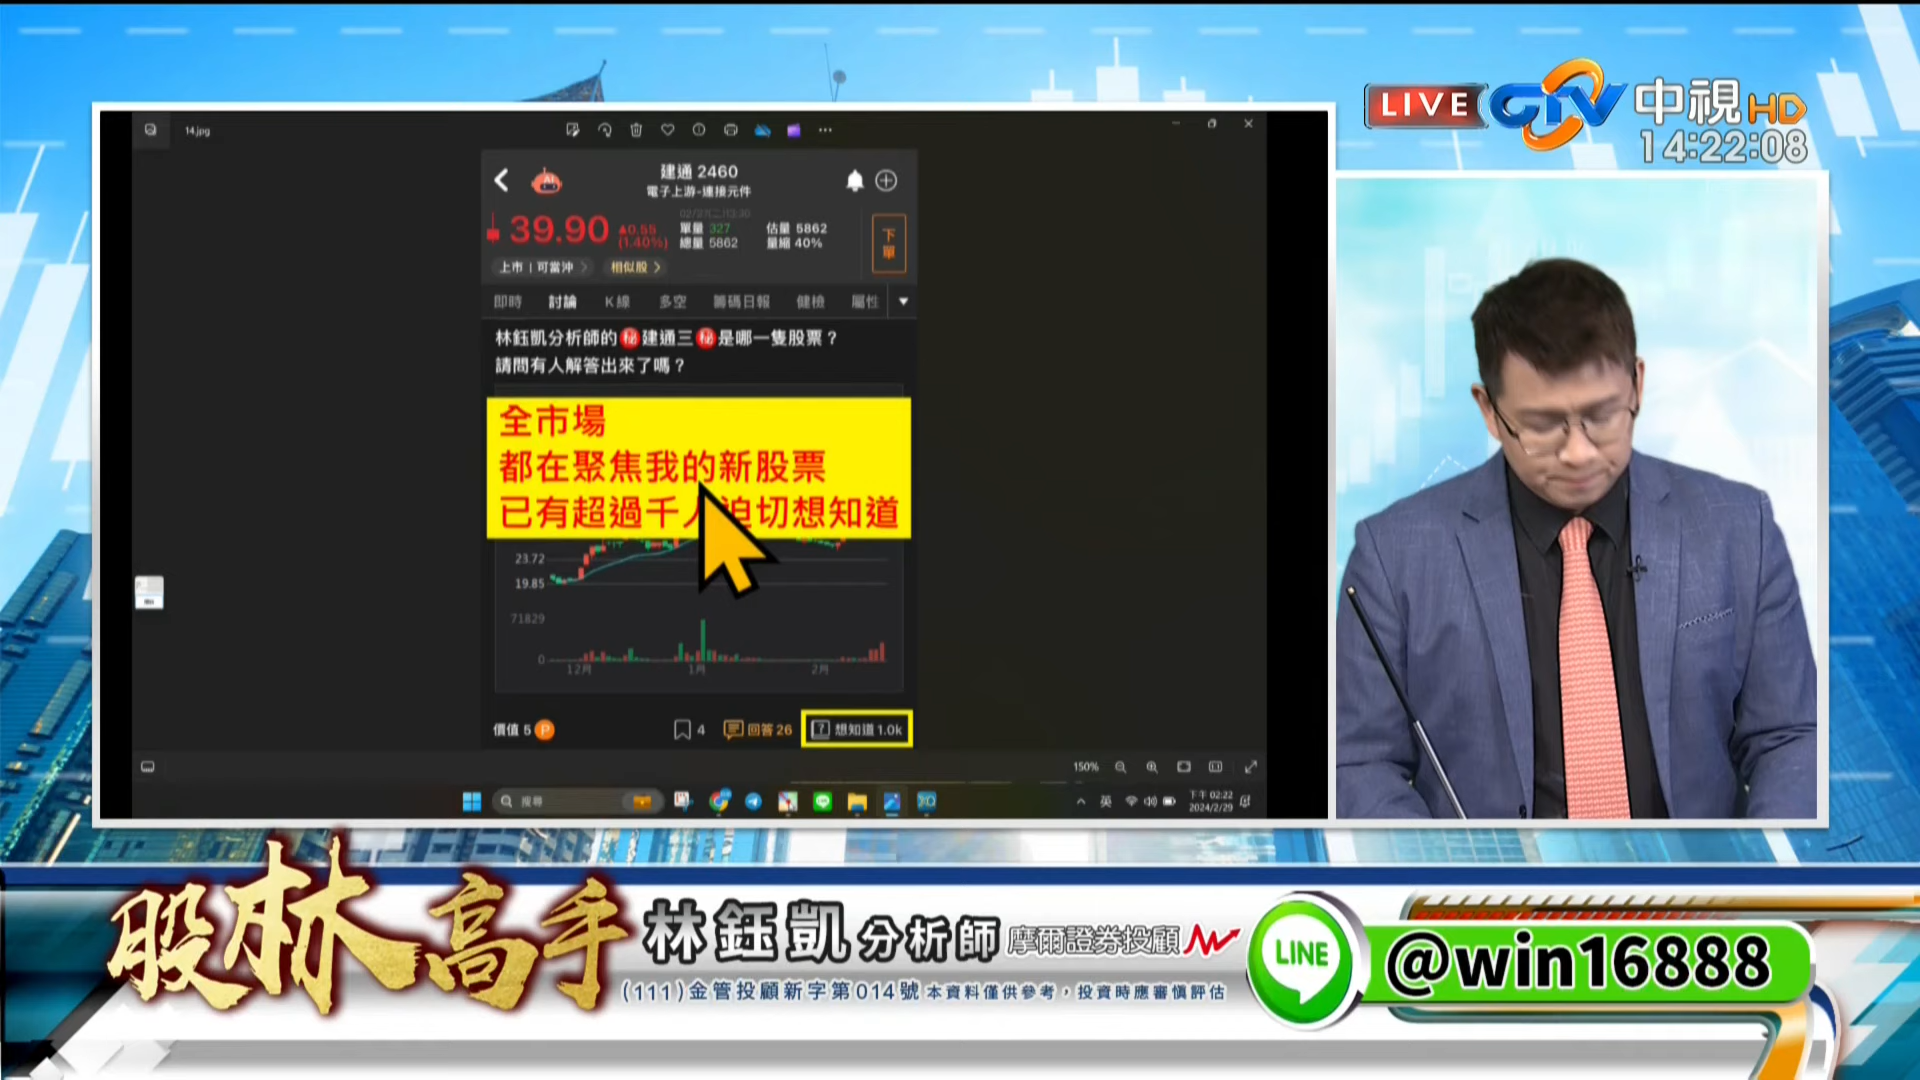 LIVE CTV 中視 HD
14:22:08
14.jpg
建通 2460
電子上游-連接元件
39.90
▲0.55
(1.40%)
單量 327
總量 5862
估量 5862
量縮 40%
下單
上市 | 可當沖 >
相似股 >
即時 討論 K線 多空 籌碼日報 健檢 屬性
林鈺凱分析師的㊙建通三㊙是哪一隻股票？
請問有人解答出來了嗎？
全市場
都在聚焦我的新股票
已有超過千人迫切想知道
23.72
19.85
71829
0
12月 1月 2月
價值 5 P
4
回答 26
想知道 1.0k
150%
搜尋
英
下午 02:22
2024/2/29
股林高手
林鈺凱 分析師 摩爾證券投顧
(111)金管投顧新字第014號 本資料僅供參考，投資時應審慎評估
LINE
@win16888